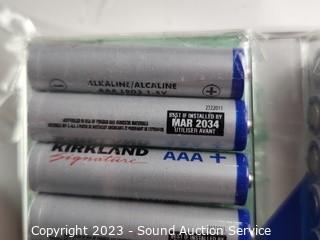 ALKALINE/ALCALINE
AAA LR03 1.5V
BEST IF INSTALLED BY
MAR 2034
UTILISER AVANT
KIRKLAND
Signature
AAA +
Copyright 2023 - Sound Auction Service